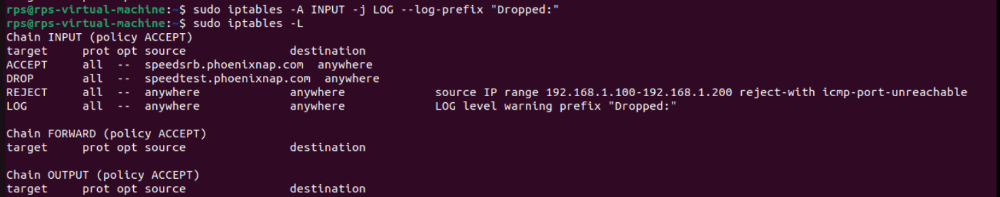 rps@rps-virtual-machine:~$ sudo iptables -A INPUT -j LOG --log-prefix "Dropped:"
rps@rps-virtual-machine:~$ sudo iptables -L
Chain INPUT (policy ACCEPT)
target     prot opt source               destination
ACCEPT     all  --  speedsrb.phoenixnap.com  anywhere
DROP       all  --  speedtest.phoenixnap.com  anywhere
REJECT     all  --  anywhere             anywhere             source IP range 192.168.1.100-192.168.1.200 reject-with icmp-port-unreachable
LOG        all  --  anywhere             anywhere             LOG level warning prefix "Dropped:"

Chain FORWARD (policy ACCEPT)
target     prot opt source               destination

Chain OUTPUT (policy ACCEPT)
target     prot opt source               destination